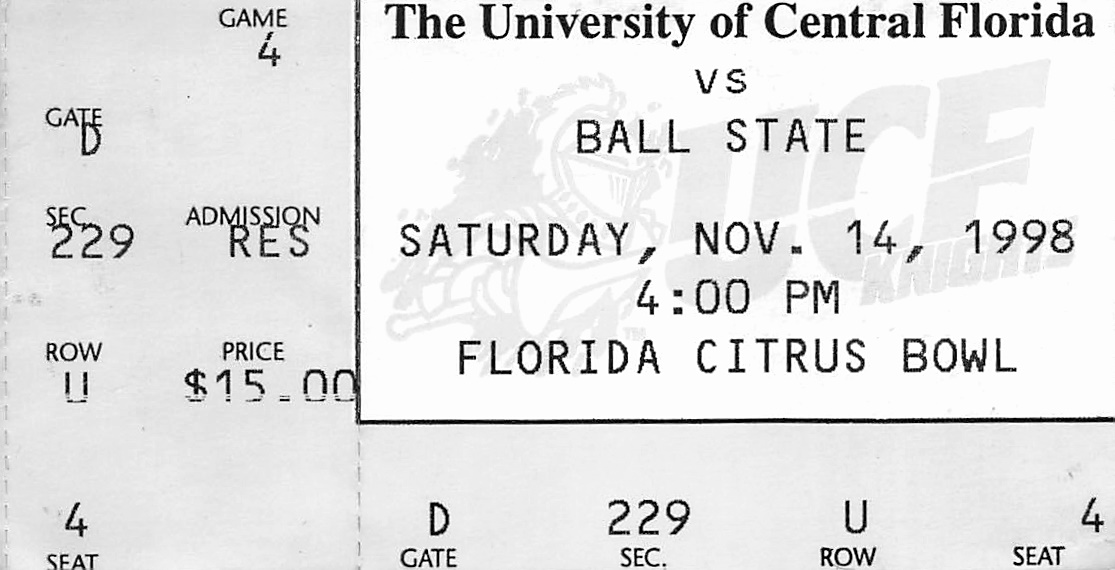 GAME
4
GATE
D
SEC.
229
ADMISSION
RES
ROW
U
PRICE
$15.00
4
SEAT
The University of Central Florida
VS
BALL STATE
SATURDAY, NOV. 14, 1998
4:00 PM
FLORIDA CITRUS BOWL
UCF
KNIGHTS
TM
D 229 U 4
GATE SEC. ROW SEAT